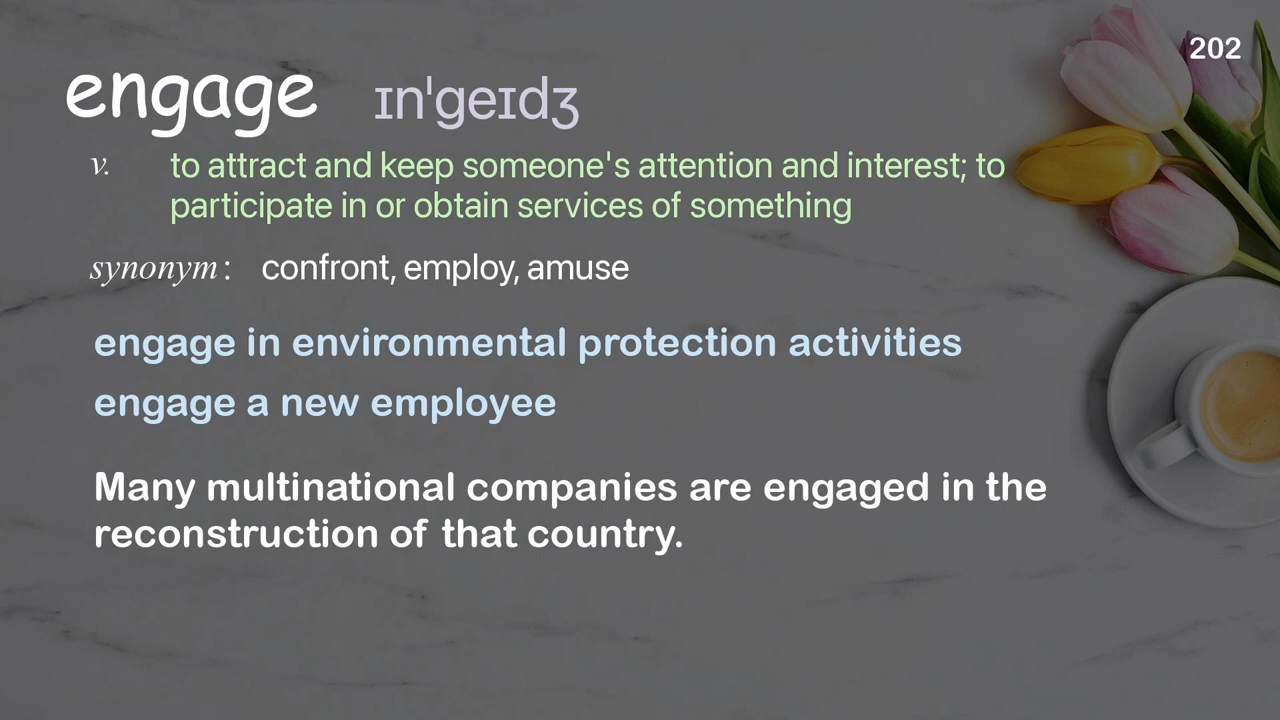 202
engage ɪn'geɪdʒ
v. to attract and keep someone's attention and interest; to
participate in or obtain services of something
synonym: confront, employ, amuse
engage in environmental protection activities
engage a new employee
Many multinational companies are engaged in the
reconstruction of that country.